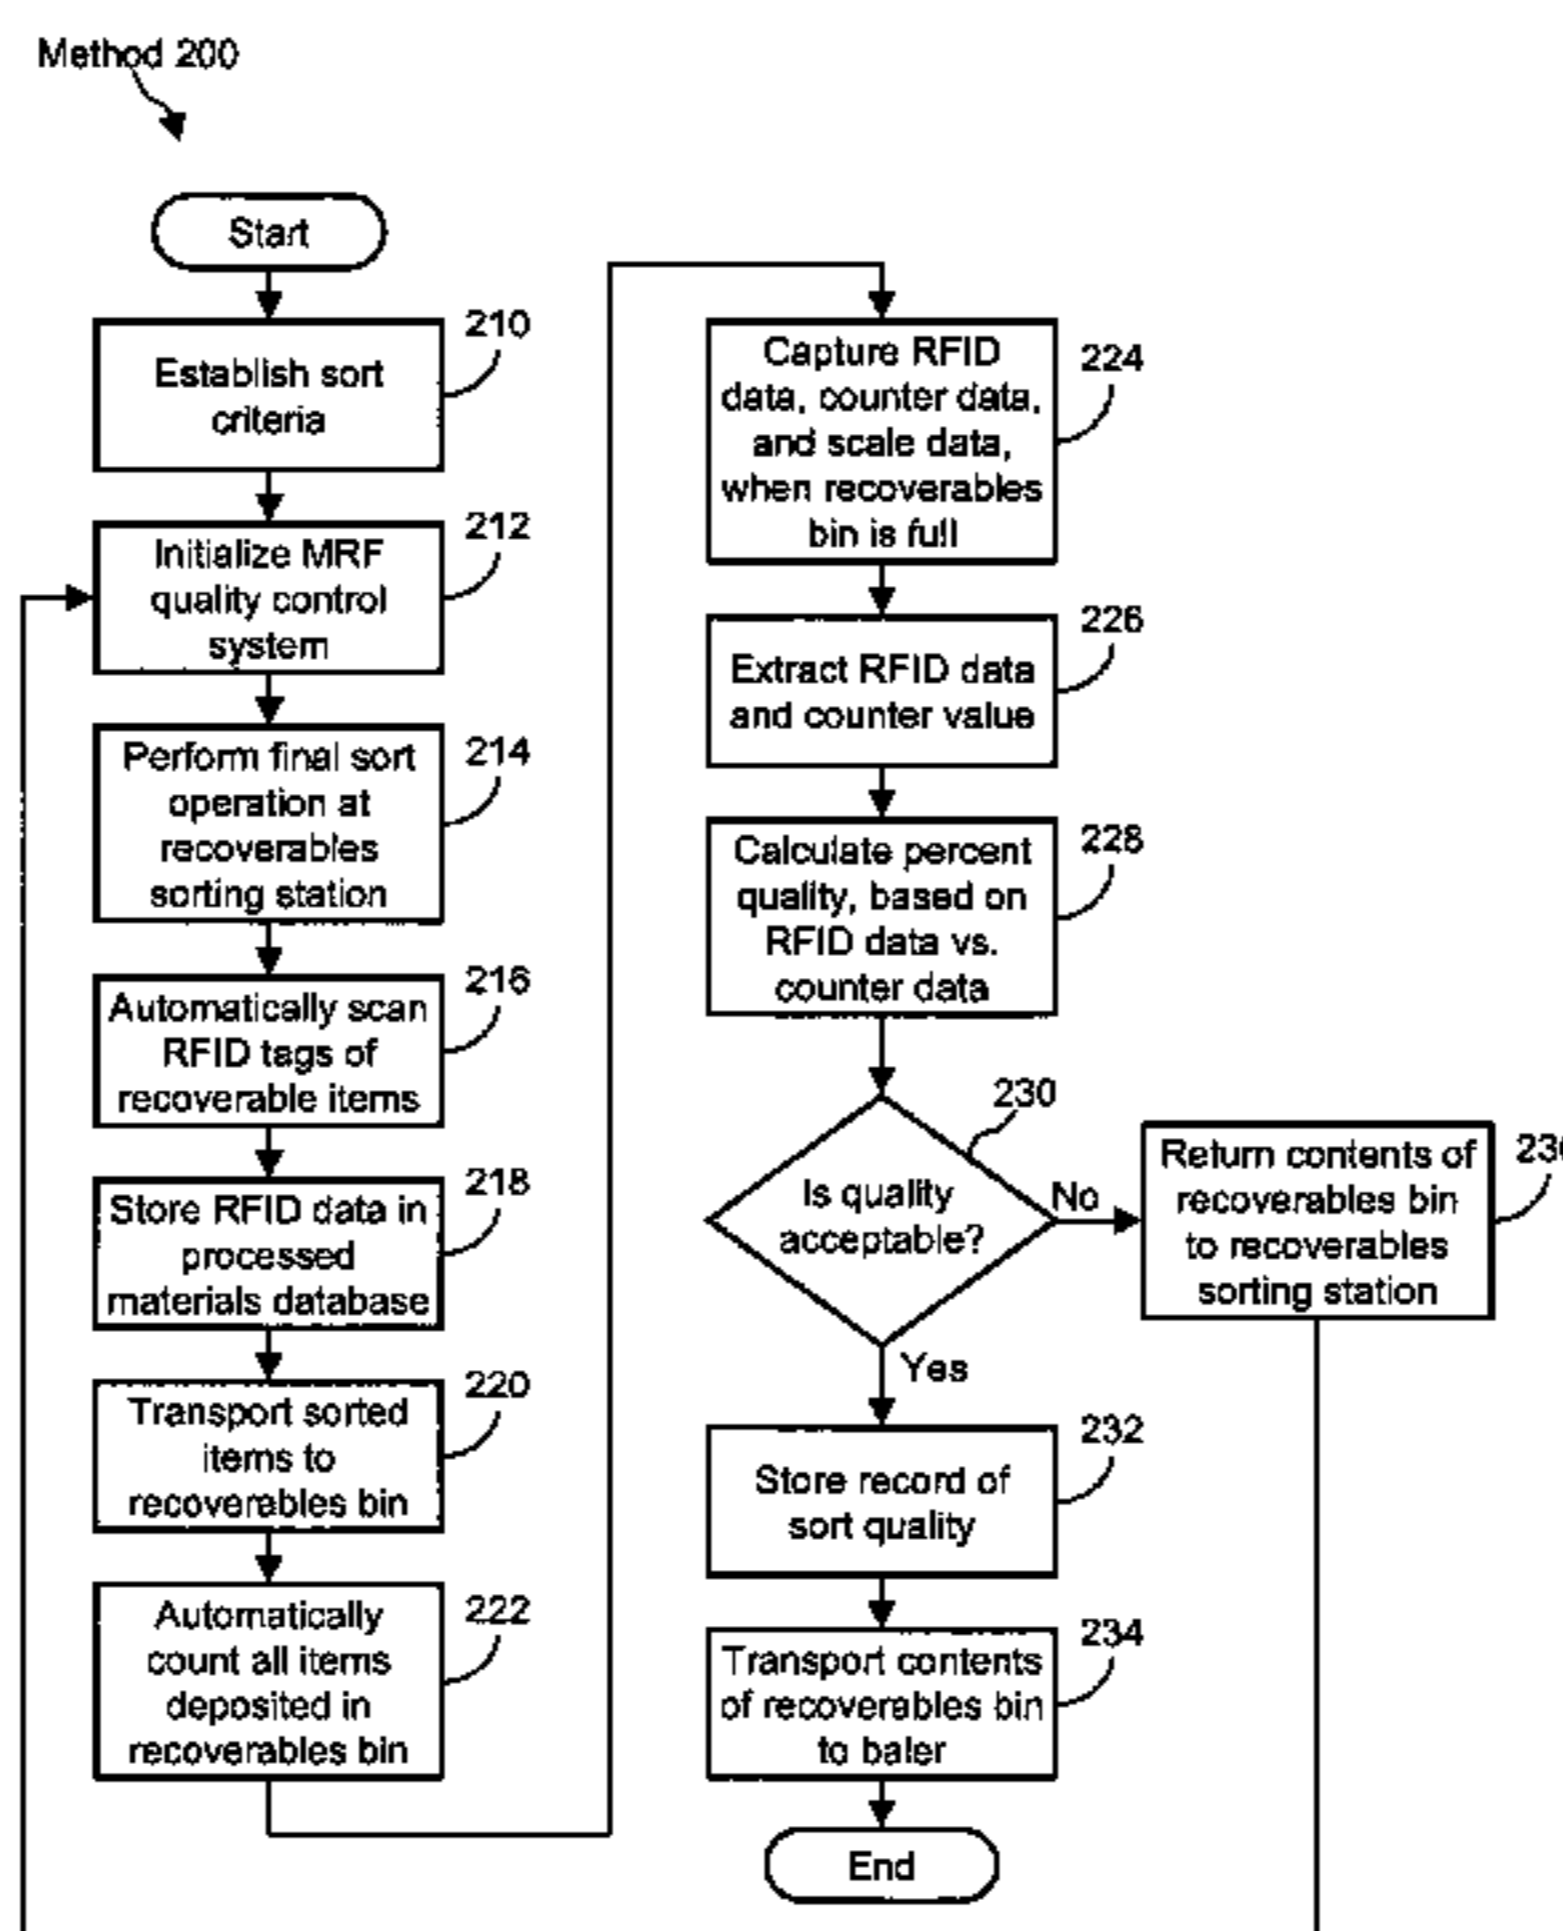 Method 200
Start
210
Establish sort
criteria
212
Initialize MRF
quality control
system
214
Perform final sort
operation at
recoverables
sorting station
216
Automatically scan
RFID tags of
recoverable items
218
Store RFID data in
processed
materials database
220
Transport sorted
items to
recoverables bin
222
Automatically
count all items
deposited in
recoverables bin
224
Capture RFID
data, counter data,
and scale data,
when recoverables
bin is full
226
Extract RFID data
and counter value
228
Calculate percent
quality, based on
RFID data vs.
counter data
230
Is quality
acceptable?
No
Return contents of
recoverables bin
to recoverables
sorting station
Yes
232
Store record of
sort quality
234
Transport contents
of recoverables bin
to baler
End